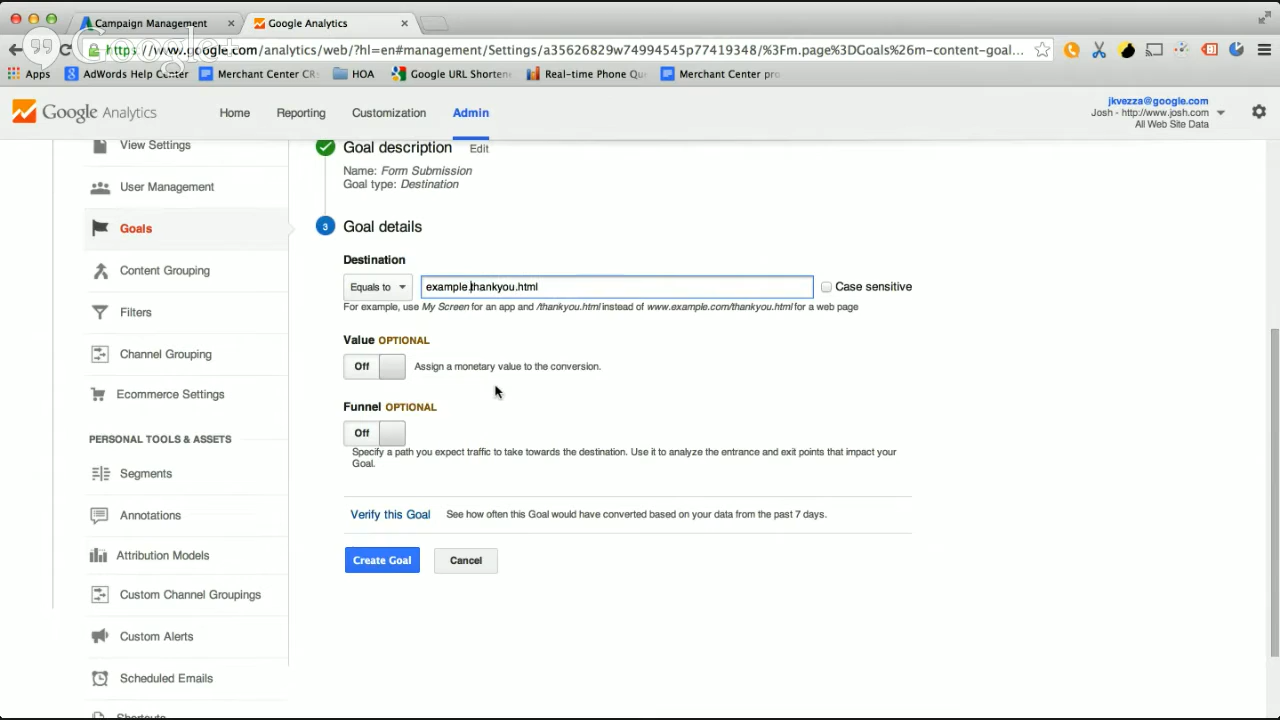 Campaign Management
Google Analytics
Google+
https://www.google.com/analytics/web/?hl=en#management/Settings/a35626829w74994545p77419348/%3Fm.page%3DGoals%26m-content-goal...
Apps
AdWords Help Center
Merchant Center CRs
HOA
Google URL Shortene
Real-time Phone Qu
Merchant Center pro
Google Analytics
Home
Reporting
Customization
Admin
jkvezza@google.com
Josh - http://www.josh.com
All Web Site Data
View Settings
User Management
Goals
Content Grouping
Filters
Channel Grouping
Ecommerce Settings
PERSONAL TOOLS & ASSETS
Segments
Annotations
Attribution Models
Custom Channel Groupings
Custom Alerts
Scheduled Emails
Shortcuts
Goal description Edit
Name: Form Submission
Goal type: Destination
3 Goal details
Destination
Equals to example.thankyou.html Case sensitive
For example, use My Screen for an app and /thankyou.html instead of www.example.com/thankyou.html for a web page
Value OPTIONAL
Off Assign a monetary value to the conversion.
Funnel OPTIONAL
Off
Specify a path you expect traffic to take towards the destination. Use it to analyze the entrance and exit points that impact your
Goal.
Verify this Goal See how often this Goal would have converted based on your data from the past 7 days.
Create Goal Cancel